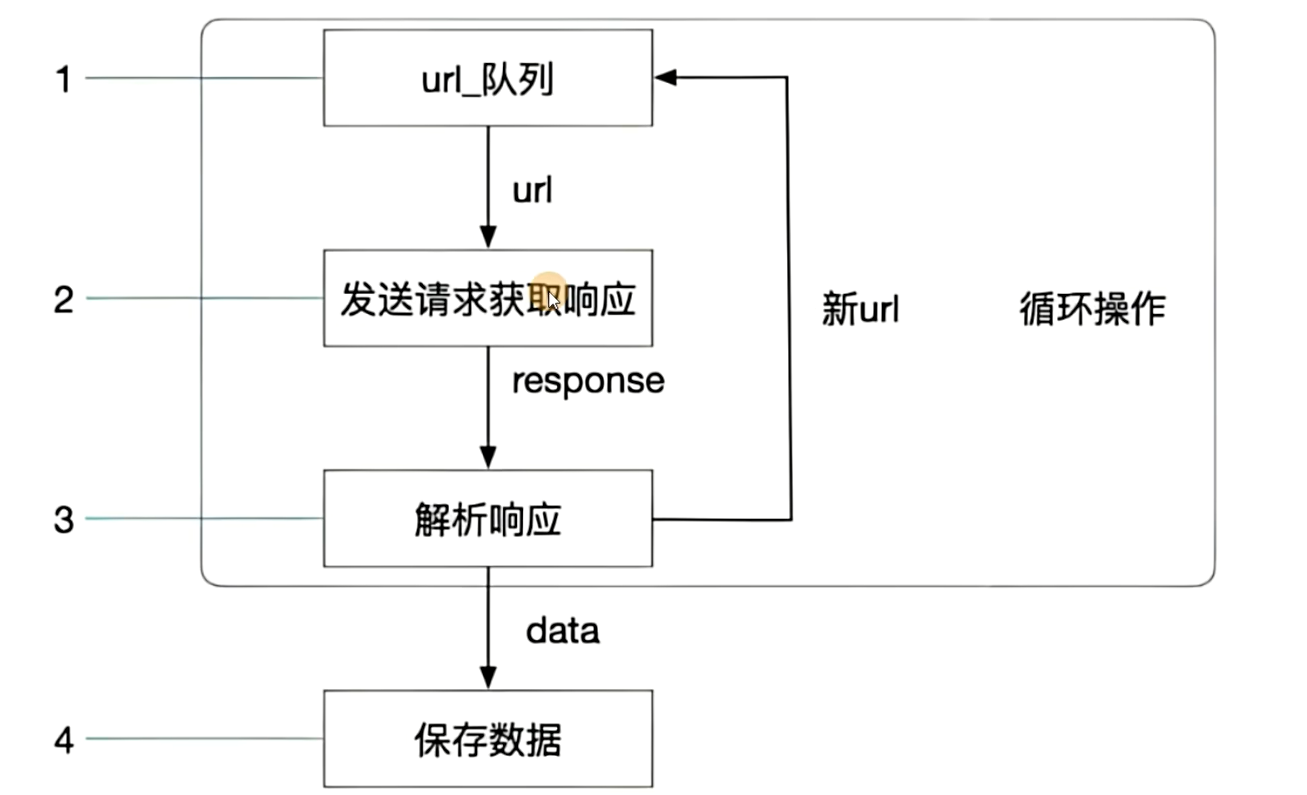 1
url_队列
url
2
发送请求获取响应
新url
循环操作
response
3
解析响应
data
4
保存数据